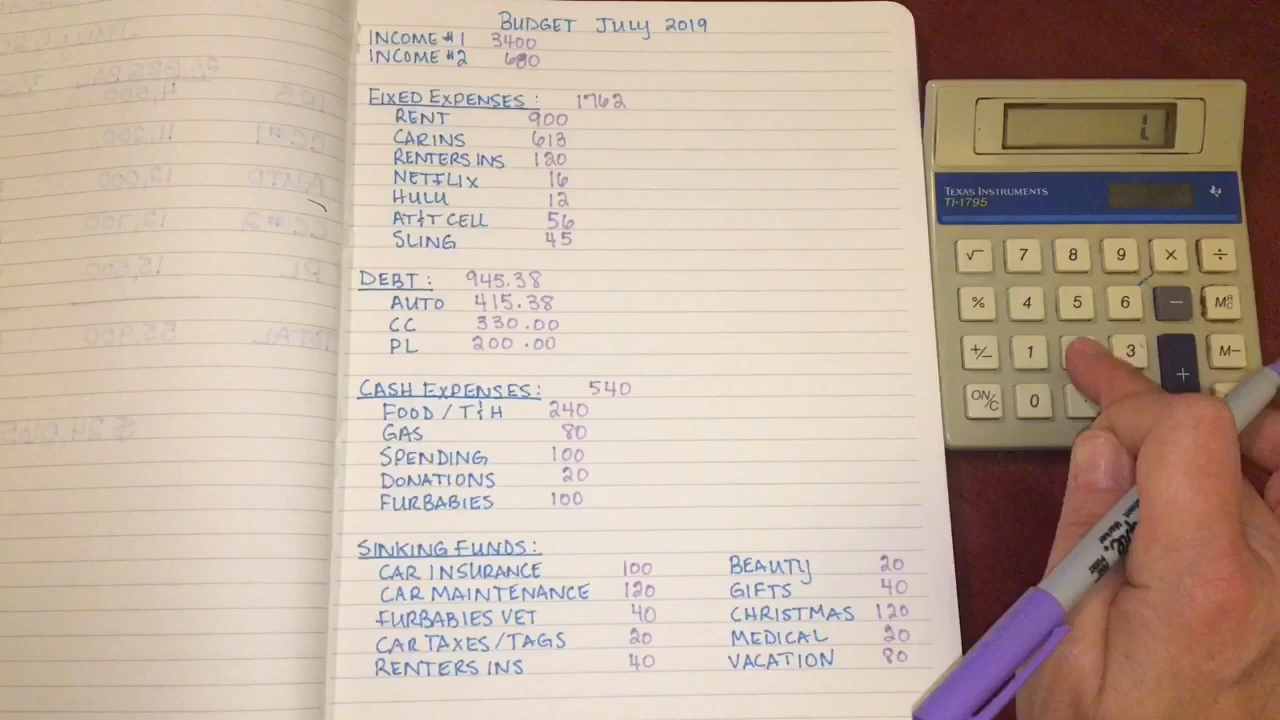 BUDGET JULY 2019
INCOME #1 3400
INCOME #2 680
FIXED EXPENSES: 1762
RENT 900
CAR INS 613
RENTERS INS 120
NETFLIX 16
HULU 12
AT&T CELL 56
SLING 45
DEBT: 945.38
AUTO 415.38
CC 330.00
PL 200.00
CASH EXPENSES: 540
FOOD / T&H 240
GAS 80
SPENDING 100
DONATIONS 20
FURBABIES 100
SINKING FUNDS:
CAR INSURANCE 100 BEAUTY 20
CAR MAINTENANCE 120 GIFTS 40
FURBABIES VET 40 CHRISTMAS 120
CAR TAXES/TAGS 20 MEDICAL 20
RENTERS INS 40 VACATION 80
TEXAS INSTRUMENTS
TI-1795
√ 7 8 9 × ÷
% 4 5 6 −
+/− 1 3 + M−
ON/C 0